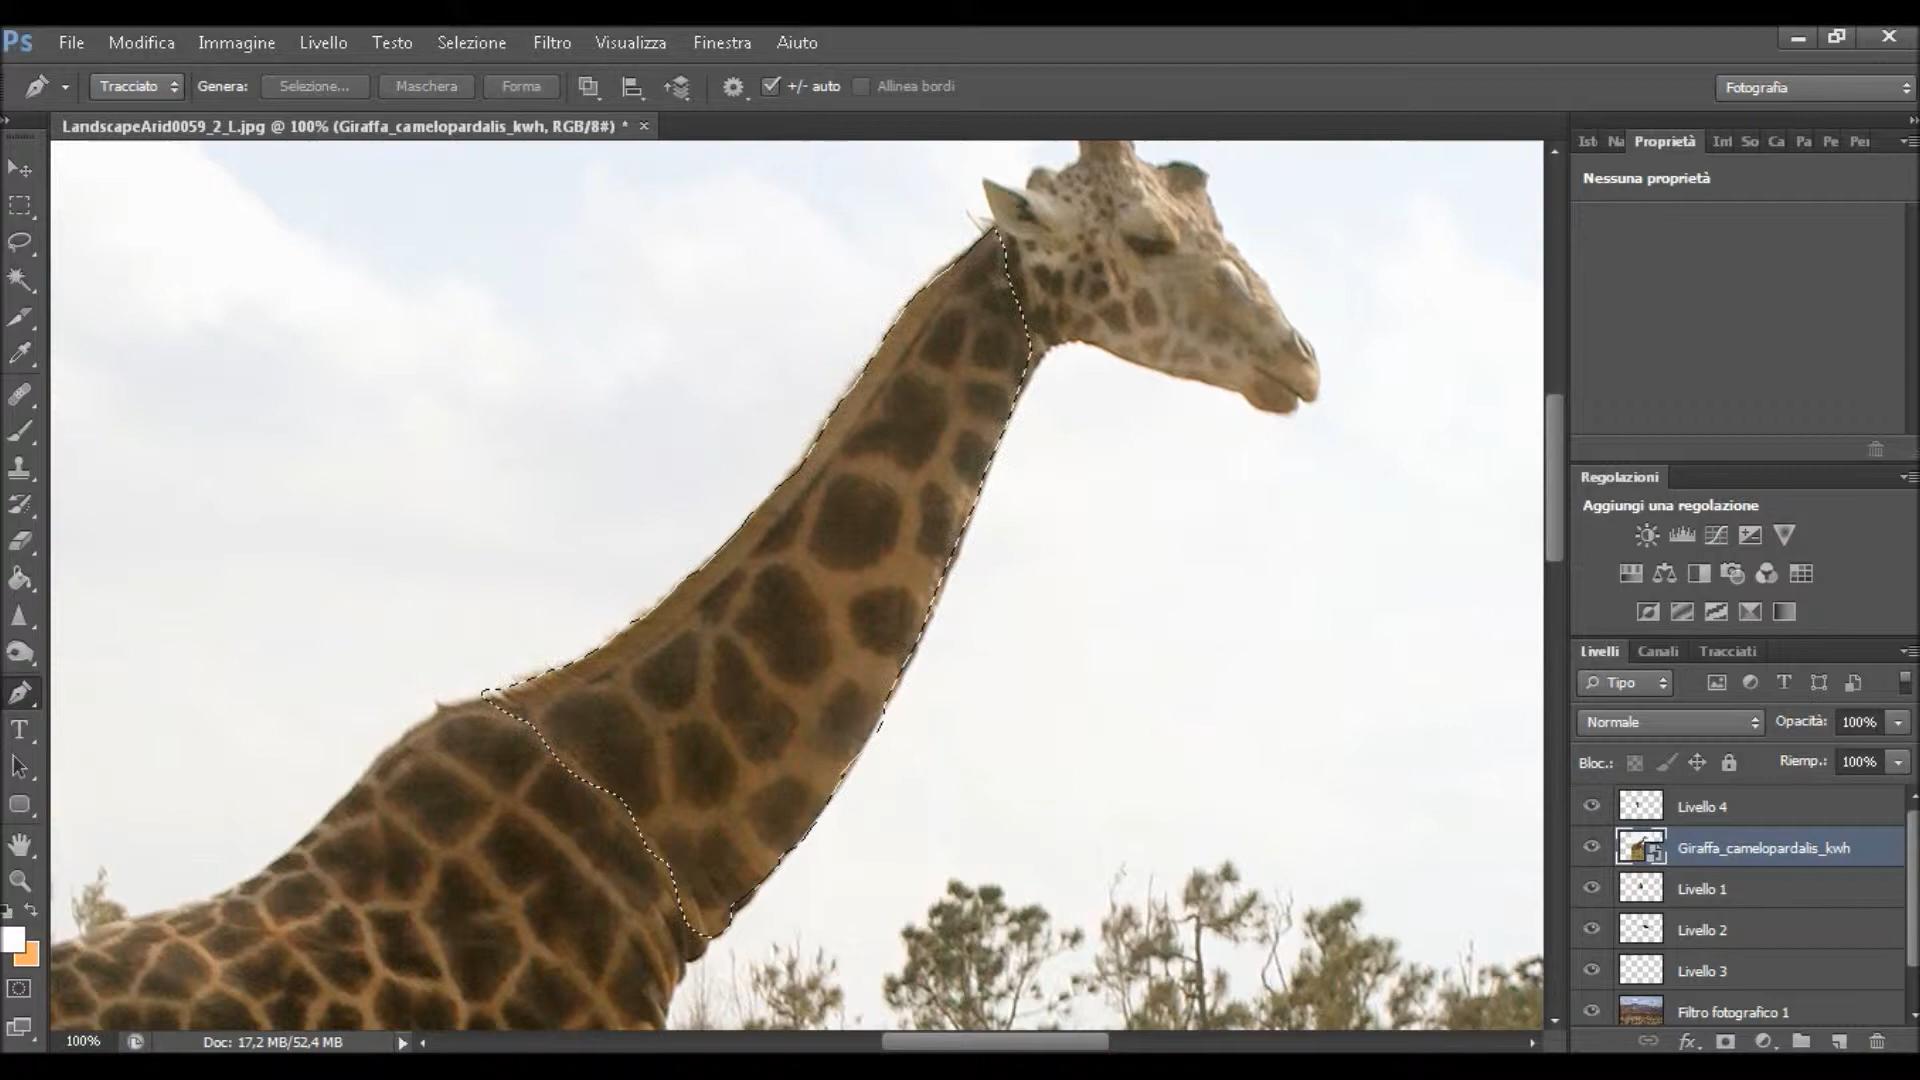 Ps File Modifica Immagine Livello Testo Selezione Filtro Visualizza Finestra Aiuto
Tracciato Genera: Selezione... Maschera Forma +/- auto Allinea bordi Fotografia
LandscapeArid0059_2_L.jpg @ 100% (Giraffa_camelopardalis_kwh, RGB/8#) *
Ist Na Proprietà Inf So Ca Pa Pe Per
Nessuna proprietà
Regolazioni
Aggiungi una regolazione
Livelli Canali Tracciati
Tipo
Normale Opacità: 100%
Bloc.: Riemp.: 100%
Livello 4
Giraffa_camelopardalis_kwh
Livello 1
Livello 2
Livello 3
Filtro fotografico 1
fx
100% Doc: 17,2 MB/52,4 MB